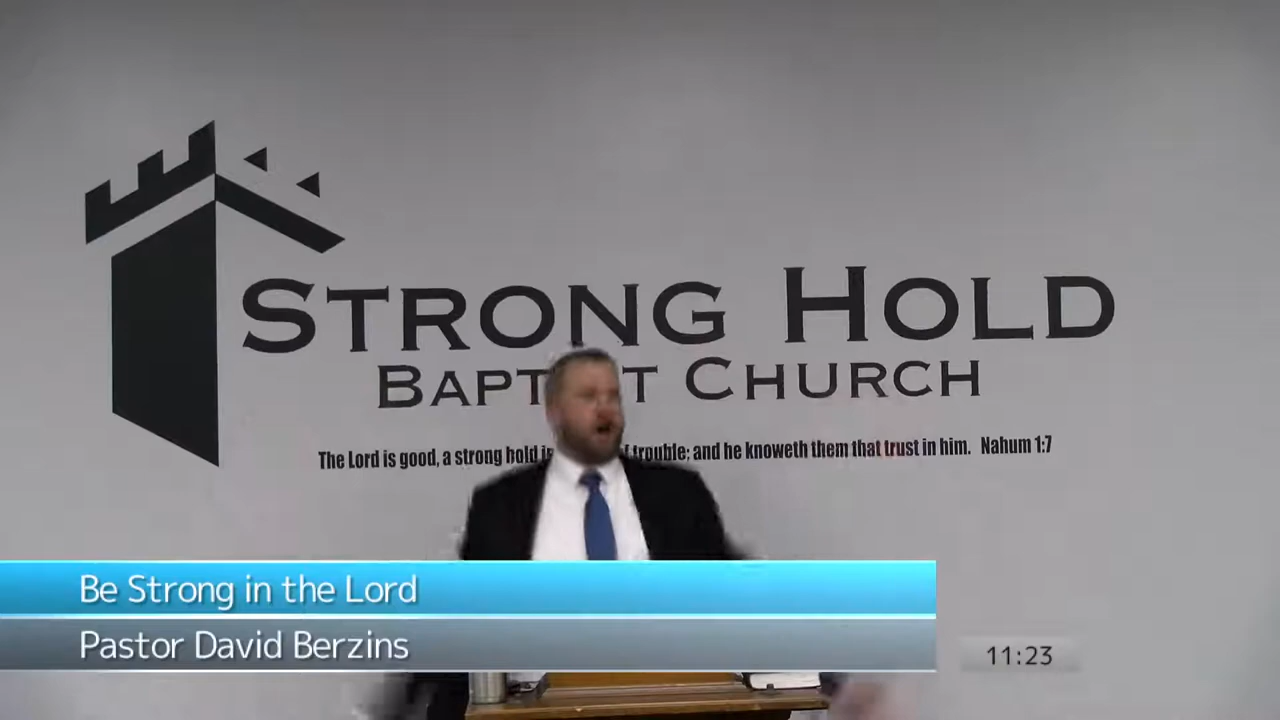 STRONG HOLD
BAPT T CHURCH
The Lord is good, a strong hold trouble; and he knoweth them that trust in him. Nahum 1:7
Be Strong in the Lord
Pastor David Berzins
11:23